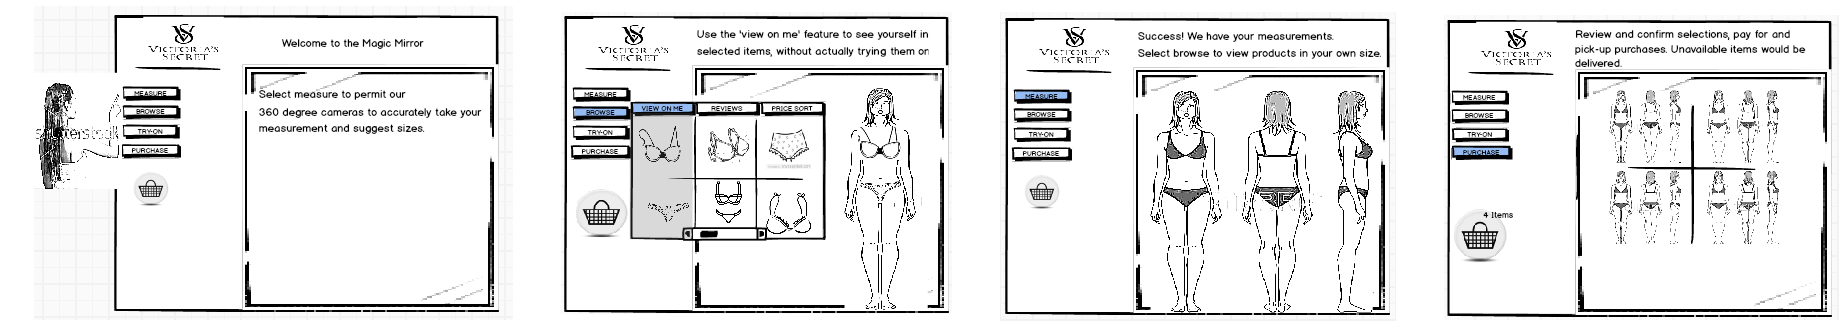 VICTORIA'S
SECRET
Welcome to the Magic Mirror
Select measure to permit our
360 degree cameras to accurately take your
measurement and suggest sizes.
MEASURE
BROWSE
TRY-ON
PURCHASE
VICTORIA'S
SECRET
Use the 'view on me' feature to see yourself in
selected items, without actually trying them on
MEASURE
BROWSE
TRY-ON
PURCHASE
VIEW ON ME
REVIEWS
PRICE SORT
VICTORIA'S
SECRET
Success! We have your measurements.
Select browse to view products in your own size.
MEASURE
BROWSE
TRY-ON
PURCHASE
VICTORIA'S
SECRET
Review and confirm selections, pay for and
pick-up purchases. Unavailable items would be
delivered.
MEASURE
BROWSE
TRY-ON
PURCHASE
4 Items